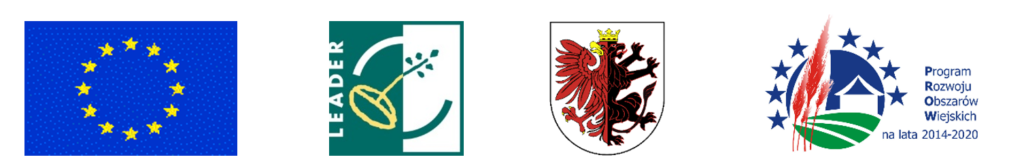 LEADER
Program
Rozwoju
Obszarów
Wiejskich
na lata 2014-2020